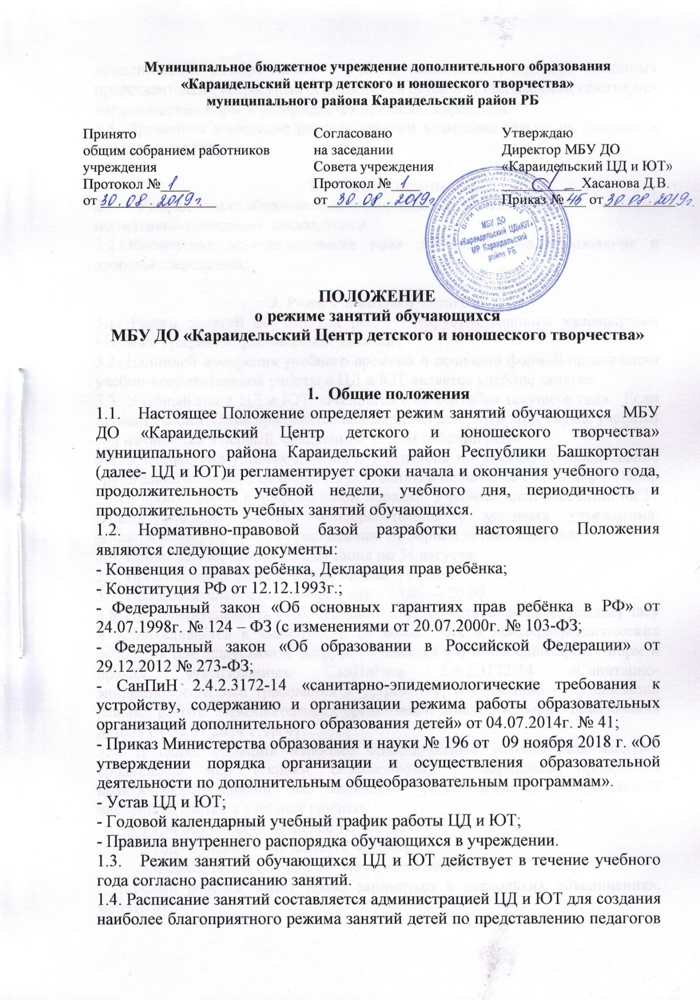 Муниципальное бюджетное учреждение дополнительного образования
«Караидельский центр детского и юношеского творчества»
муниципального района Караидельский район РБ
Принято
общим собранием работников
учреждения
Протокол № 1
от 30.08.2019г.
Согласовано
на заседании
Совета учреждения
Протокол № 1
от 30.08.2019г.
Утверждаю
Директор МБУ ДО
«Караидельский ЦД и ЮТ»
Хасанова Д.В.
Приказ № 45 от 30.08.2019г.
МБУ ДО
«Караидельский ЦДиЮТ»
МР Караидельский
район РБ
ПОЛОЖЕНИЕ
о режиме занятий обучающихся
МБУ ДО «Караидельский Центр детского и юношеского творчества»
1. Общие положения
1.1. Настоящее Положение определяет режим занятий обучающихся МБУ
ДО «Караидельский Центр детского и юношеского творчества»
муниципального района Караидельский район Республики Башкортостан
(далее- ЦД и ЮТ)и регламентирует сроки начала и окончания учебного года,
продолжительность учебной недели, учебного дня, периодичность и
продолжительность учебных занятий обучающихся.
1.2. Нормативно-правовой базой разработки настоящего Положения
являются следующие документы:
- Конвенция о правах ребёнка, Декларация прав ребёнка;
- Конституция РФ от 12.12.1993г.;
- Федеральный закон «Об основных гарантиях прав ребёнка в РФ» от
24.07.1998г. № 124 – ФЗ (с изменениями от 20.07.2000г. № 103-ФЗ;
- Федеральный закон «Об образовании в Российской Федерации» от
29.12.2012 № 273-ФЗ;
- СанПиН 2.4.2.3172-14 «санитарно-эпидемиологические требования к
устройству, содержанию и организации режима работы образовательных
организаций дополнительного образования детей» от 04.07.2014г. № 41;
- Приказ Министерства образования и науки № 196 от 09 ноября 2018 г. «Об
утверждении порядка организации и осуществления образовательной
деятельности по дополнительным общеобразовательным программам».
- Устав ЦД и ЮТ;
- Годовой календарный учебный график работы ЦД и ЮТ;
- Правила внутреннего распорядка обучающихся в учреждении.
1.3. Режим занятий обучающихся ЦД и ЮТ действует в течение учебного
года согласно расписанию занятий.
1.4. Расписание занятий составляется администрацией ЦД и ЮТ для создания
наиболее благоприятного режима занятий детей по представлению педагогов